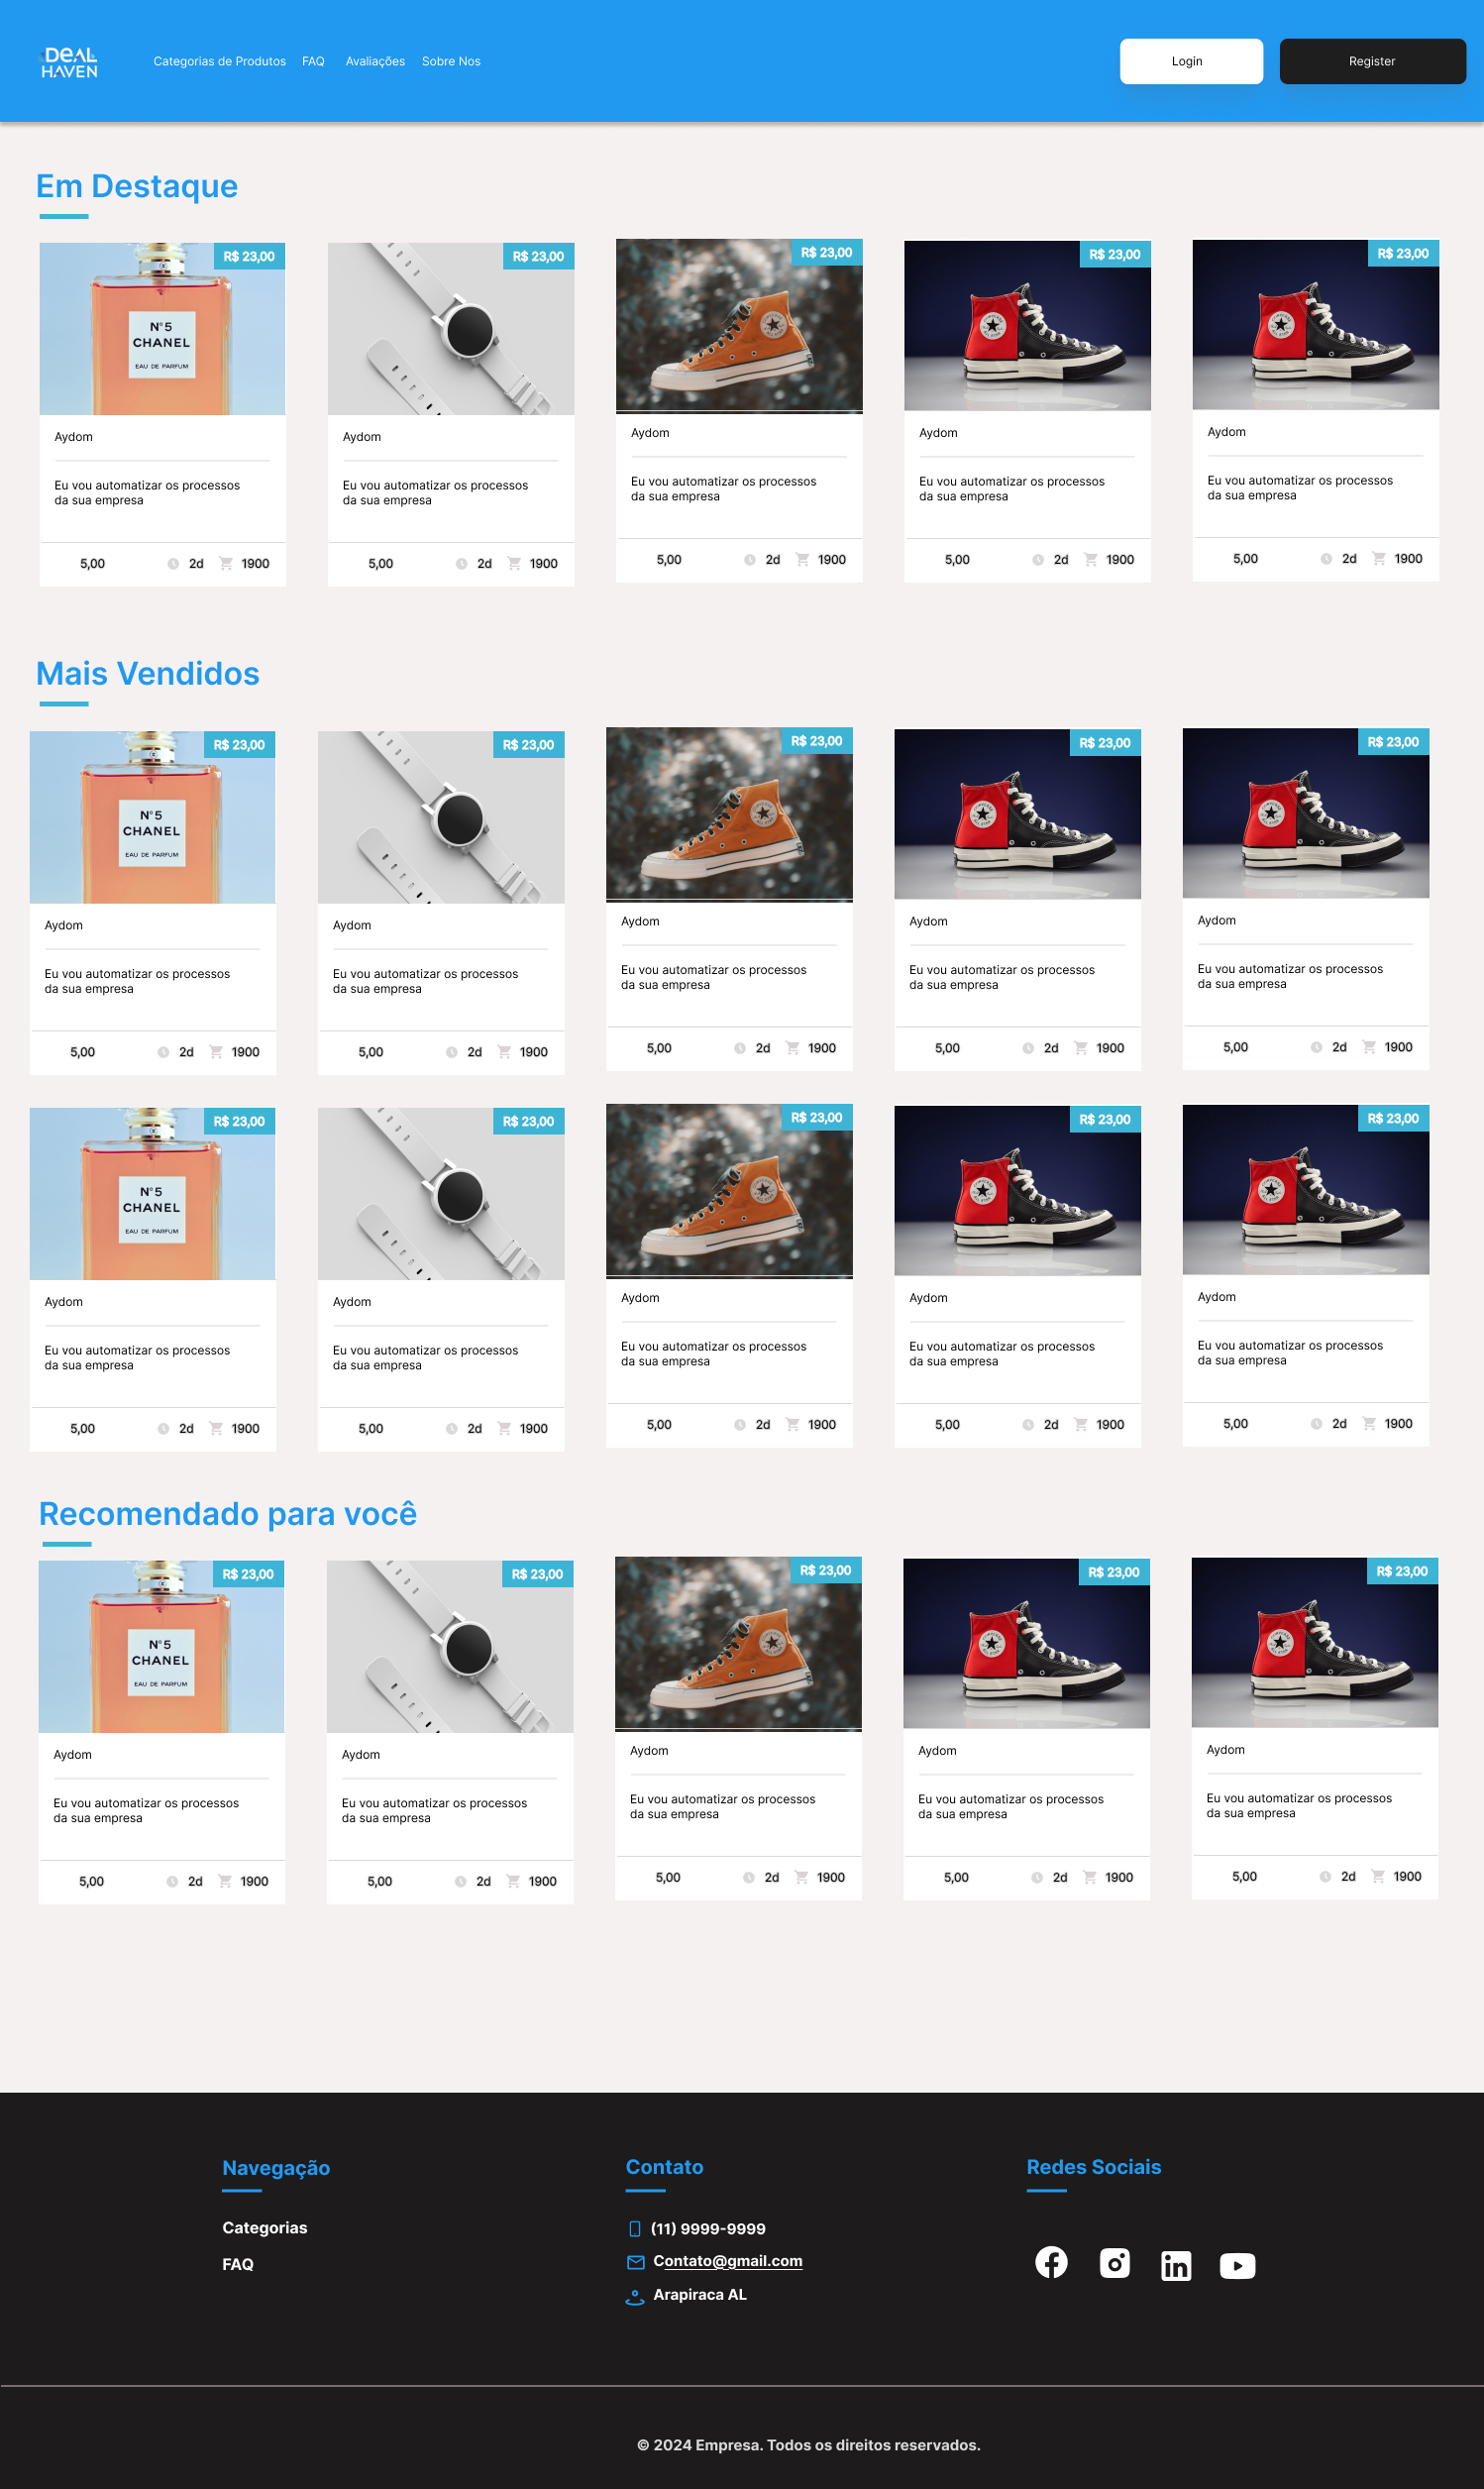 DEAL
HAVEN
Categorias de Produtos FAQ Avaliações Sobre Nos
Login
Register
Em Destaque
R$ 23,00
N°5
CHANEL
EAU DE PARFUM
Aydom
Eu vou automatizar os processos
da sua empresa
5,00 2d 1900
R$ 23,00
Aydom
Eu vou automatizar os processos
da sua empresa
5,00 2d 1900
R$ 23,00
Aydom
Eu vou automatizar os processos
da sua empresa
5,00 2d 1900
R$ 23,00
Aydom
Eu vou automatizar os processos
da sua empresa
5,00 2d 1900
R$ 23,00
Aydom
Eu vou automatizar os processos
da sua empresa
5,00 2d 1900
Mais Vendidos
R$ 23,00
N°5
CHANEL
EAU DE PARFUM
Aydom
Eu vou automatizar os processos
da sua empresa
5,00 2d 1900
R$ 23,00
Aydom
Eu vou automatizar os processos
da sua empresa
5,00 2d 1900
R$ 23,00
Aydom
Eu vou automatizar os processos
da sua empresa
5,00 2d 1900
R$ 23,00
Aydom
Eu vou automatizar os processos
da sua empresa
5,00 2d 1900
R$ 23,00
Aydom
Eu vou automatizar os processos
da sua empresa
5,00 2d 1900
R$ 23,00
N°5
CHANEL
EAU DE PARFUM
Aydom
Eu vou automatizar os processos
da sua empresa
5,00 2d 1900
R$ 23,00
Aydom
Eu vou automatizar os processos
da sua empresa
5,00 2d 1900
R$ 23,00
Aydom
Eu vou automatizar os processos
da sua empresa
5,00 2d 1900
R$ 23,00
Aydom
Eu vou automatizar os processos
da sua empresa
5,00 2d 1900
R$ 23,00
Aydom
Eu vou automatizar os processos
da sua empresa
5,00 2d 1900
Recomendado para você
R$ 23,00
N°5
CHANEL
EAU DE PARFUM
Aydom
Eu vou automatizar os processos
da sua empresa
5,00 2d 1900
R$ 23,00
Aydom
Eu vou automatizar os processos
da sua empresa
5,00 2d 1900
R$ 23,00
Aydom
Eu vou automatizar os processos
da sua empresa
5,00 2d 1900
R$ 23,00
Aydom
Eu vou automatizar os processos
da sua empresa
5,00 2d 1900
R$ 23,00
Aydom
Eu vou automatizar os processos
da sua empresa
5,00 2d 1900
Navegação
Categorias
FAQ
Contato
(11) 9999-9999
Contato@gmail.com
Arapiraca AL
Redes Sociais
© 2024 Empresa. Todos os direitos reservados.